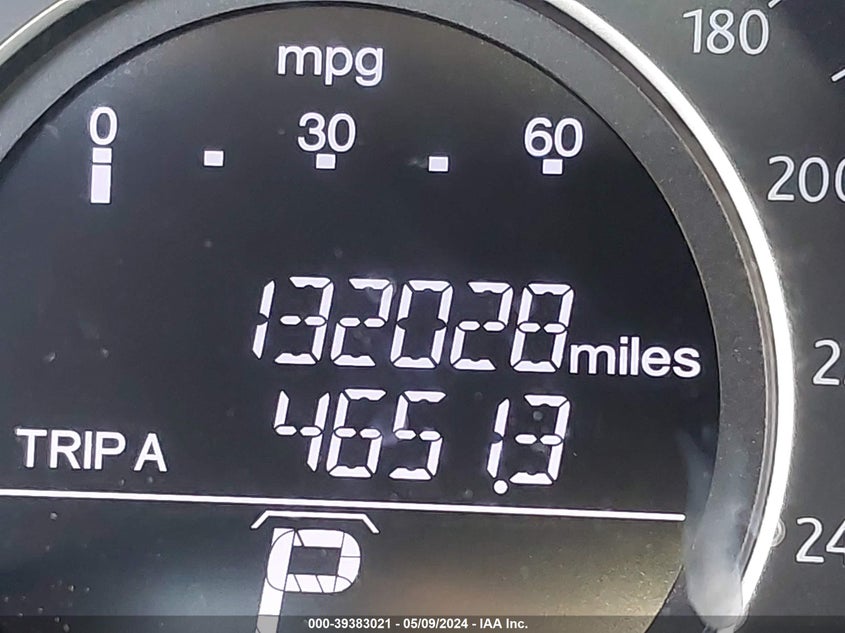 mpg
180
0 30 60
200
132028 miles
TRIP A 4651.3
P
000-39383021 - 05/09/2024 - IAA Inc.